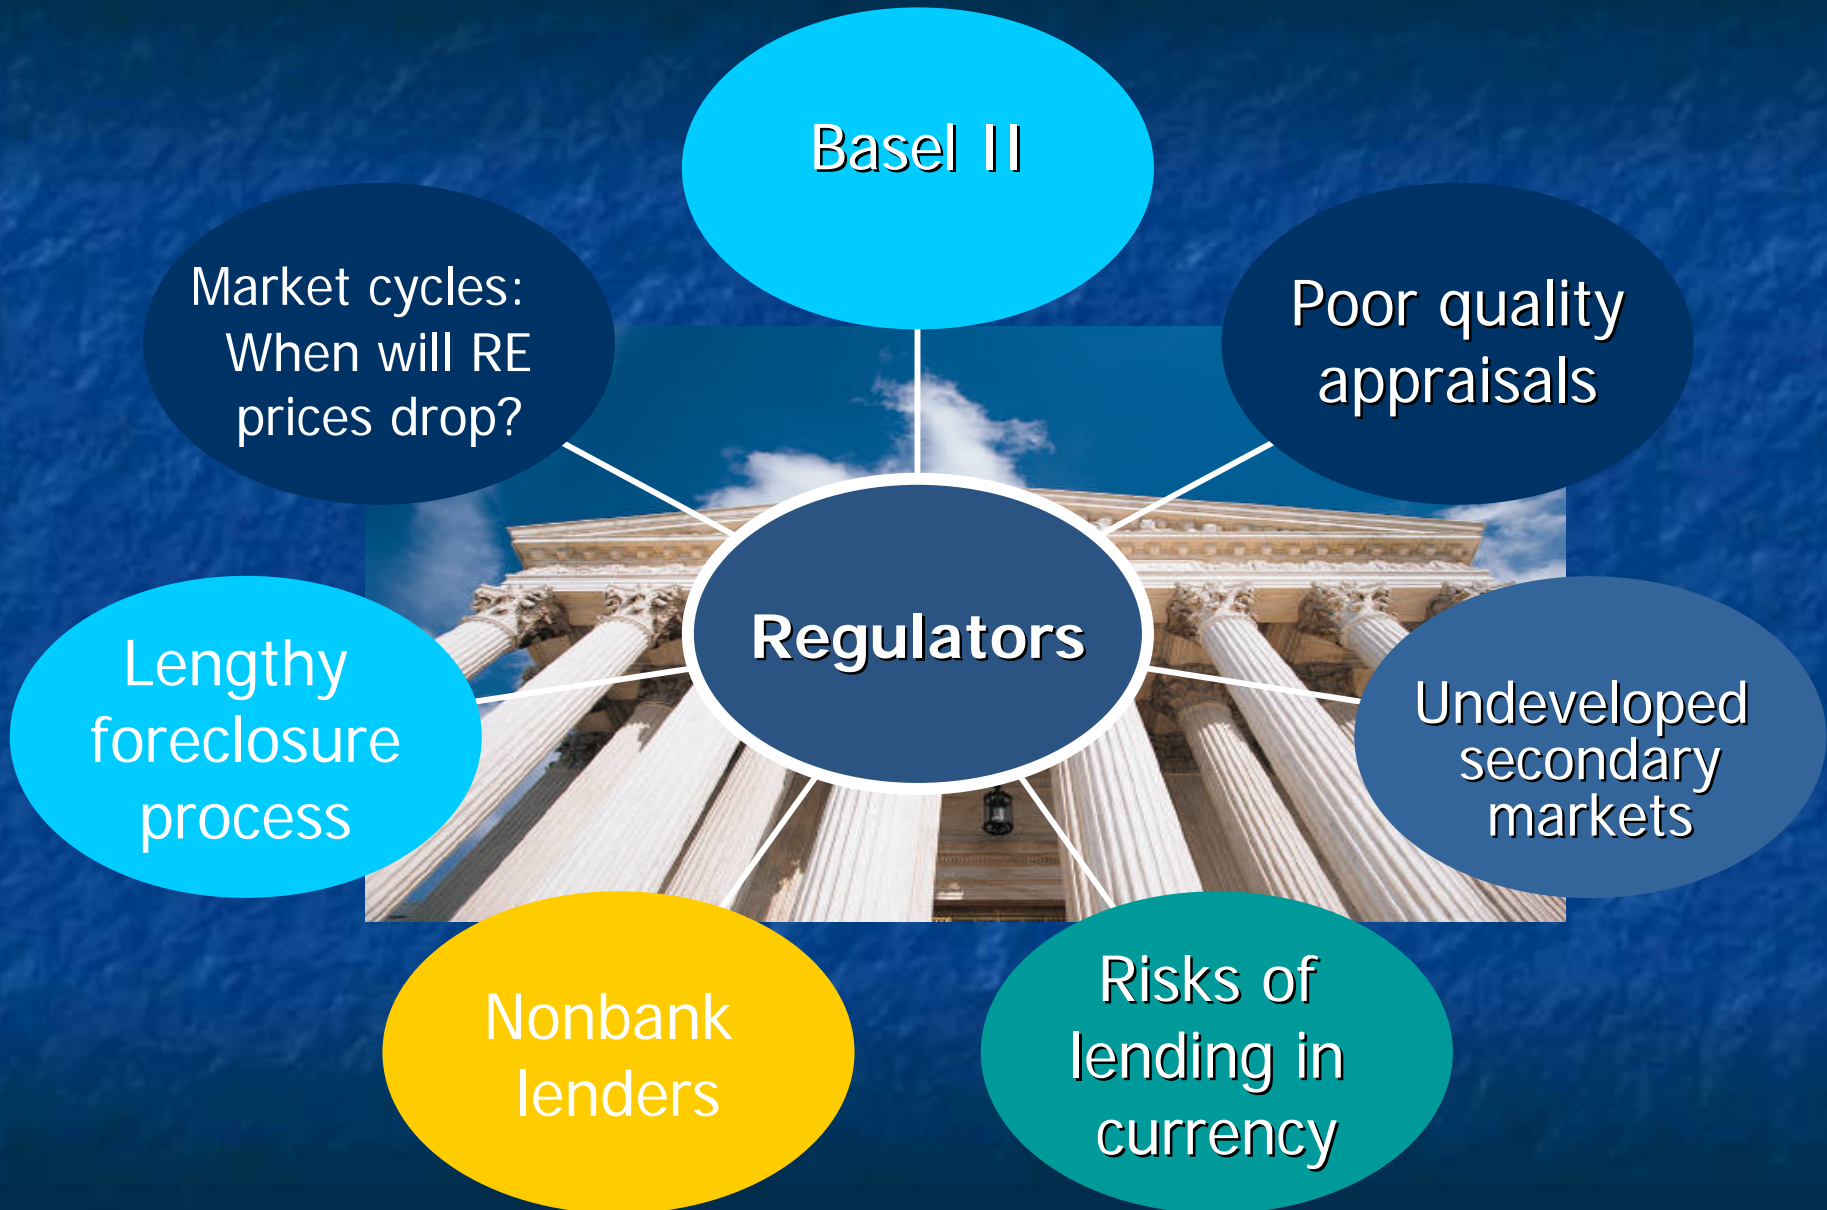 Basel II
Market cycles:
When will RE
prices drop?
Poor quality
appraisals
Regulators
Lengthy
foreclosure
process
Undeveloped
secondary
markets
Nonbank
lenders
Risks of
lending in
currency